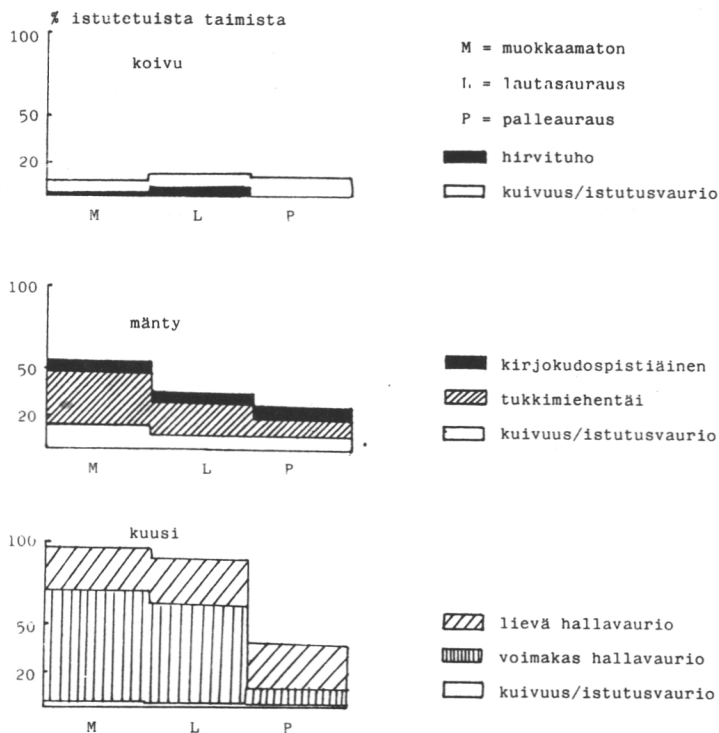 % istutetuista taimista
100
koivu
50
20
M L P
M = muokkaamaton
L = lautasauraus
P = palleauraus
hirvituho
kuivuus/istutusvaurio
100
mänty
50
20
M L P
kirjokudospistiäinen
tukkimiehentäi
kuivuus/istutusvaurio
100
kuusi
50
20
M L P
lievä hallavaurio
voimakas hallavaurio
kuivuus/istutusvaurio